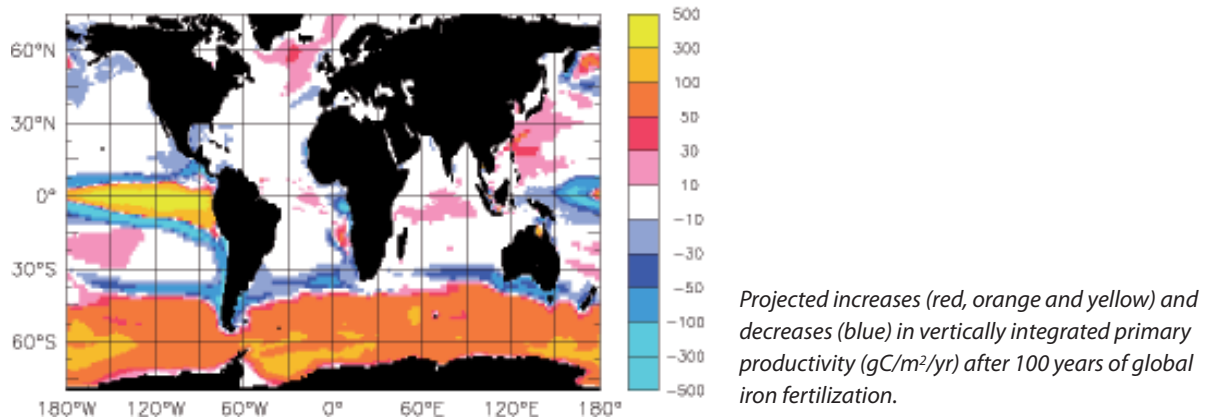 60°N
30°N
0°
30°S
60°S
180°W 120°W 60°W 0° 60°E 120°E 180°
500
300
100
50
30
10
-10
-30
-50
-100
-300
-500
Projected increases (red, orange and yellow) and
decreases (blue) in vertically integrated primary
productivity (gC/m²/yr) after 100 years of global
iron fertilization.